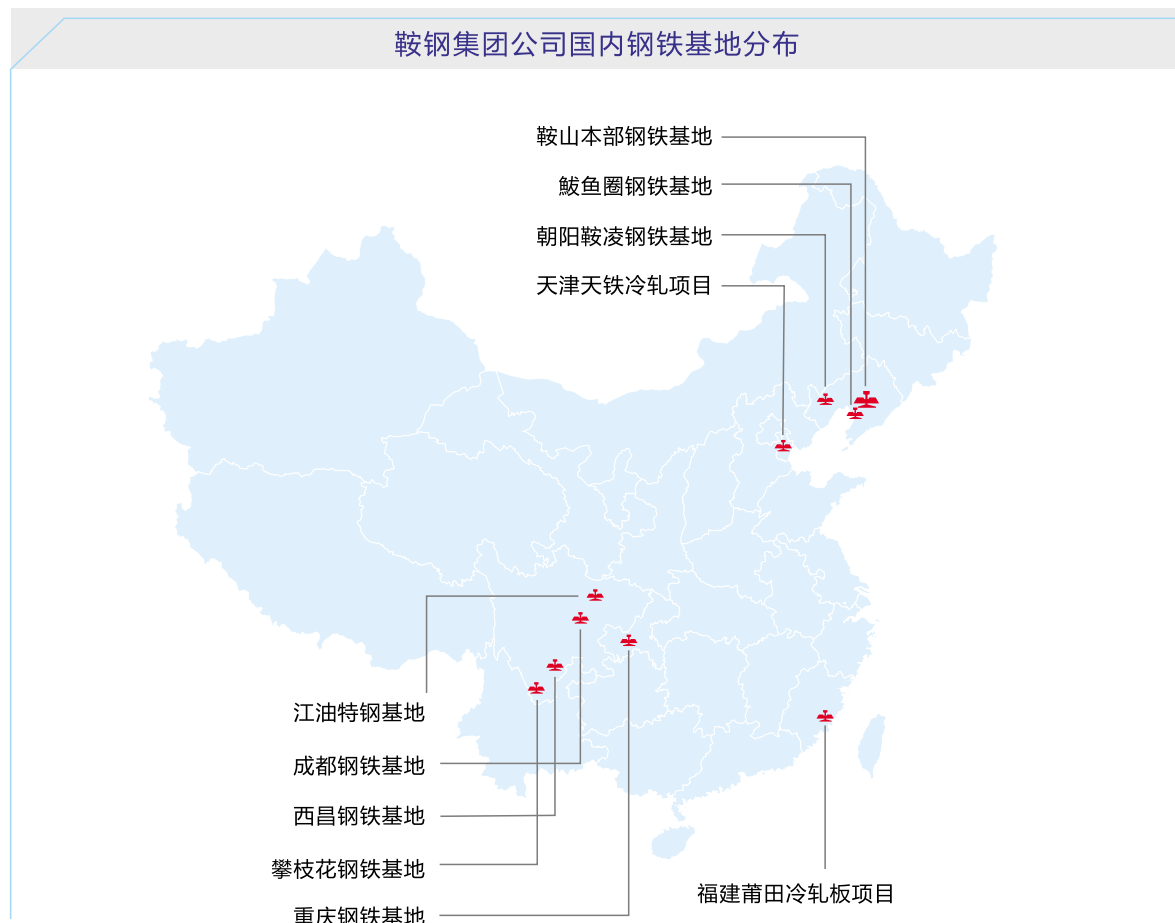 鞍钢集团公司国内钢铁基地分布
鞍山本部钢铁基地
鲅鱼圈钢铁基地
朝阳鞍凌钢铁基地
天津天铁冷轧项目
江油特钢基地
成都钢铁基地
西昌钢铁基地
攀枝花钢铁基地
福建莆田冷轧板项目
重庆钢铁基地